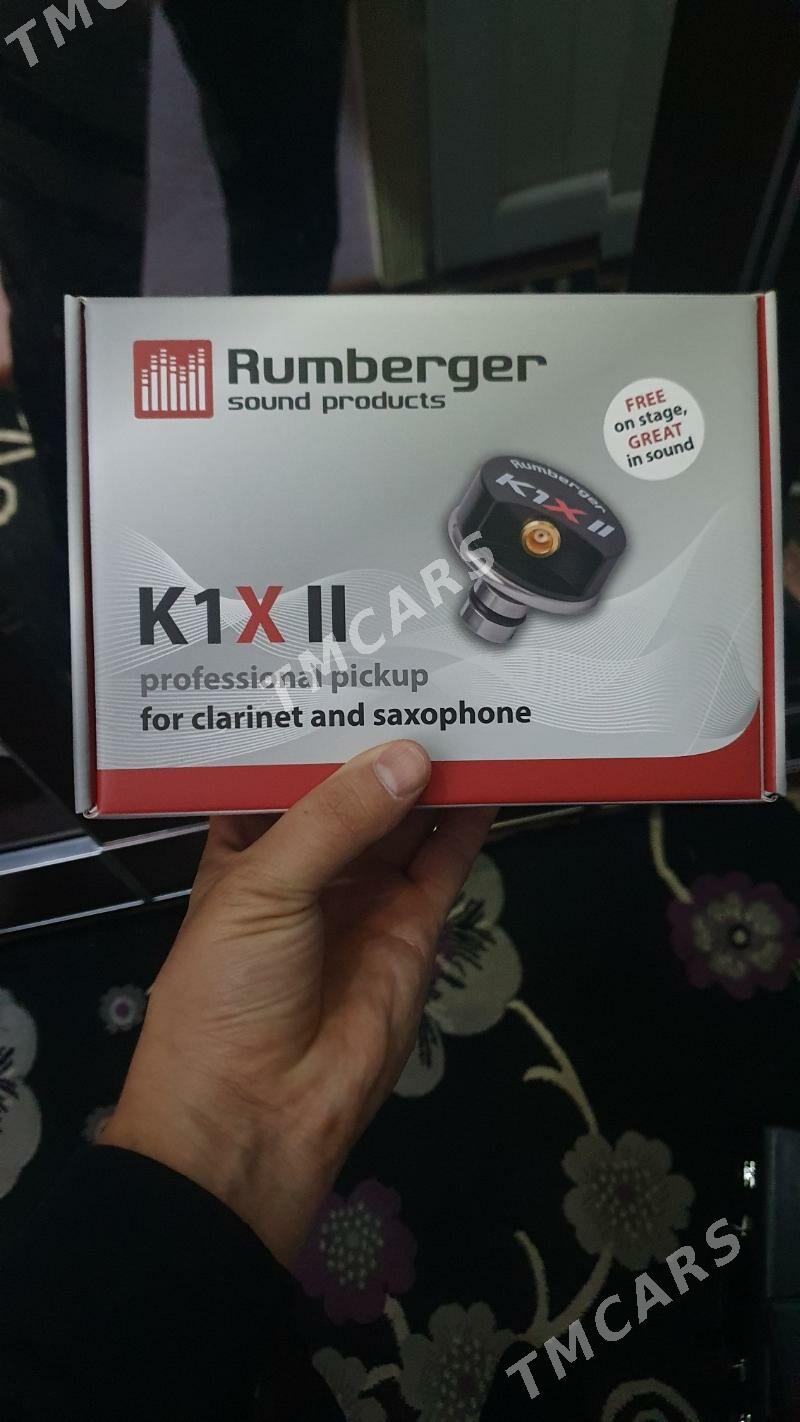 TMC
Rumberger
sound products
FREE
on stage,
GREAT
in sound
Rumberger
K1X II
K1X II
professional pickup
for clarinet and saxophone
TMCARS
TMCARS